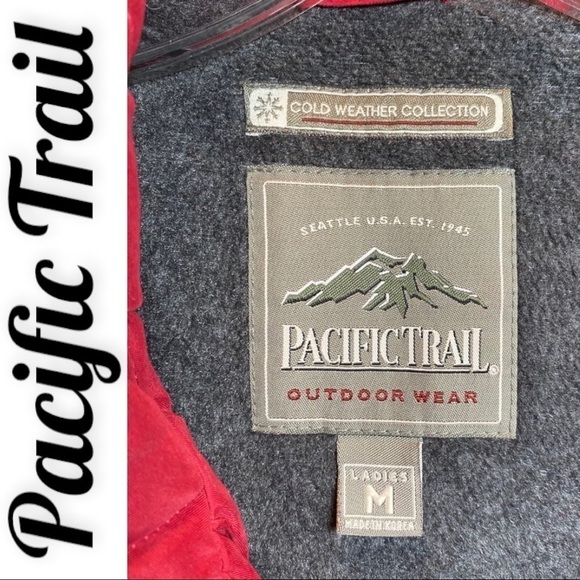 Pacific Trail
COLD WEATHER COLLECTION
SEATTLE U.S.A. EST. 1945
PACIFIC TRAIL®
OUTDOOR WEAR
LADIES
M
MADE IN KOREA